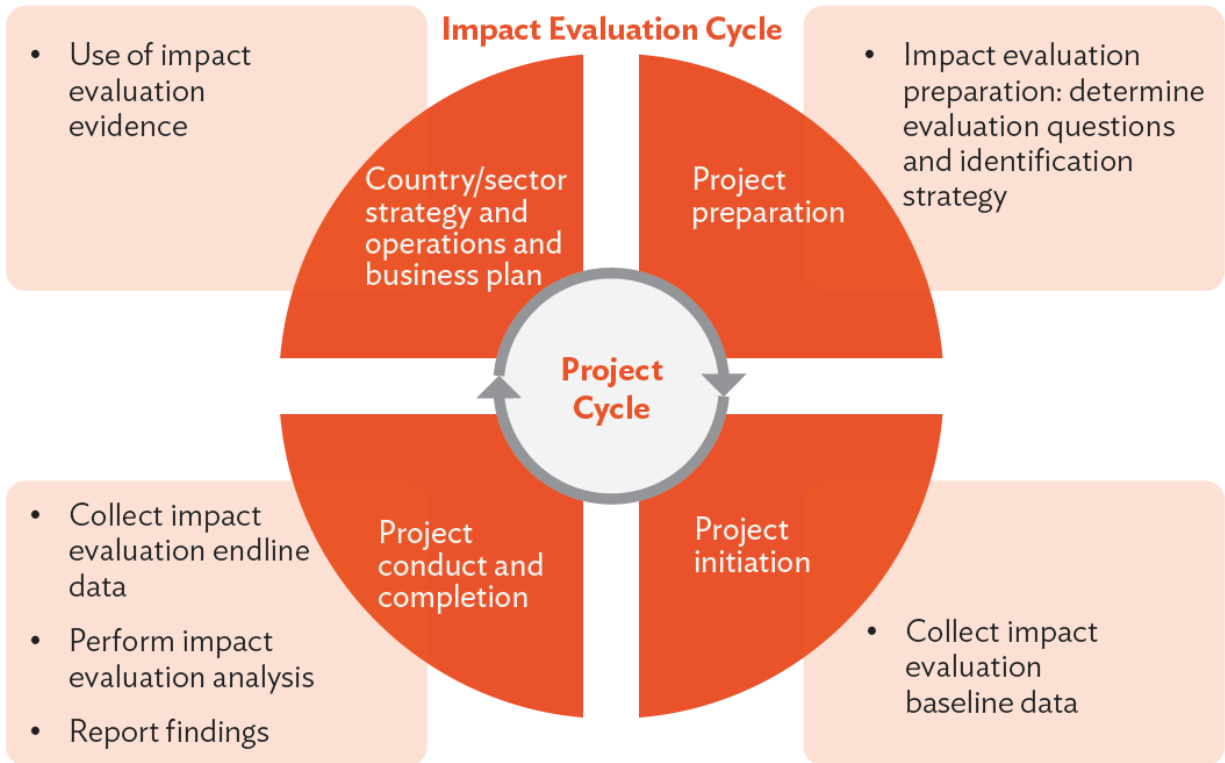 Impact Evaluation Cycle
• Use of impact
evaluation
evidence
Country/sector
strategy and
operations and
business plan
Project
preparation
• Impact evaluation
preparation: determine
evaluation questions
and identification
strategy
Project
Cycle
• Collect impact
evaluation endline
data
• Perform impact
evaluation analysis
• Report findings
Project
conduct and
completion
Project
initiation
• Collect impact
evaluation
baseline data